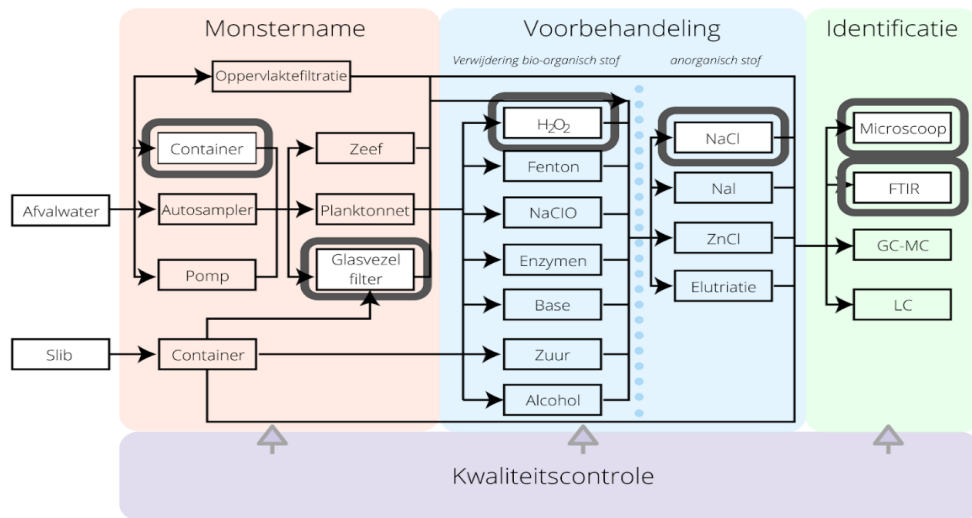 Monstername
Voorbehandeling
Identificatie
Verwijdering bio-organisch stof
anorganisch stof
Oppervlaktefiltratie
Container
Autosampler
Pomp
Zeef
Planktonnet
Glasvezel
filter
Afvalwater
Slib
Container
H₂O₂
Fenton
NaClO
Enzymen
Base
Zuur
Alcohol
NaCl
NaI
ZnCl
Elutriatie
Microscoop
FTIR
GC-MC
LC
Kwaliteitscontrole